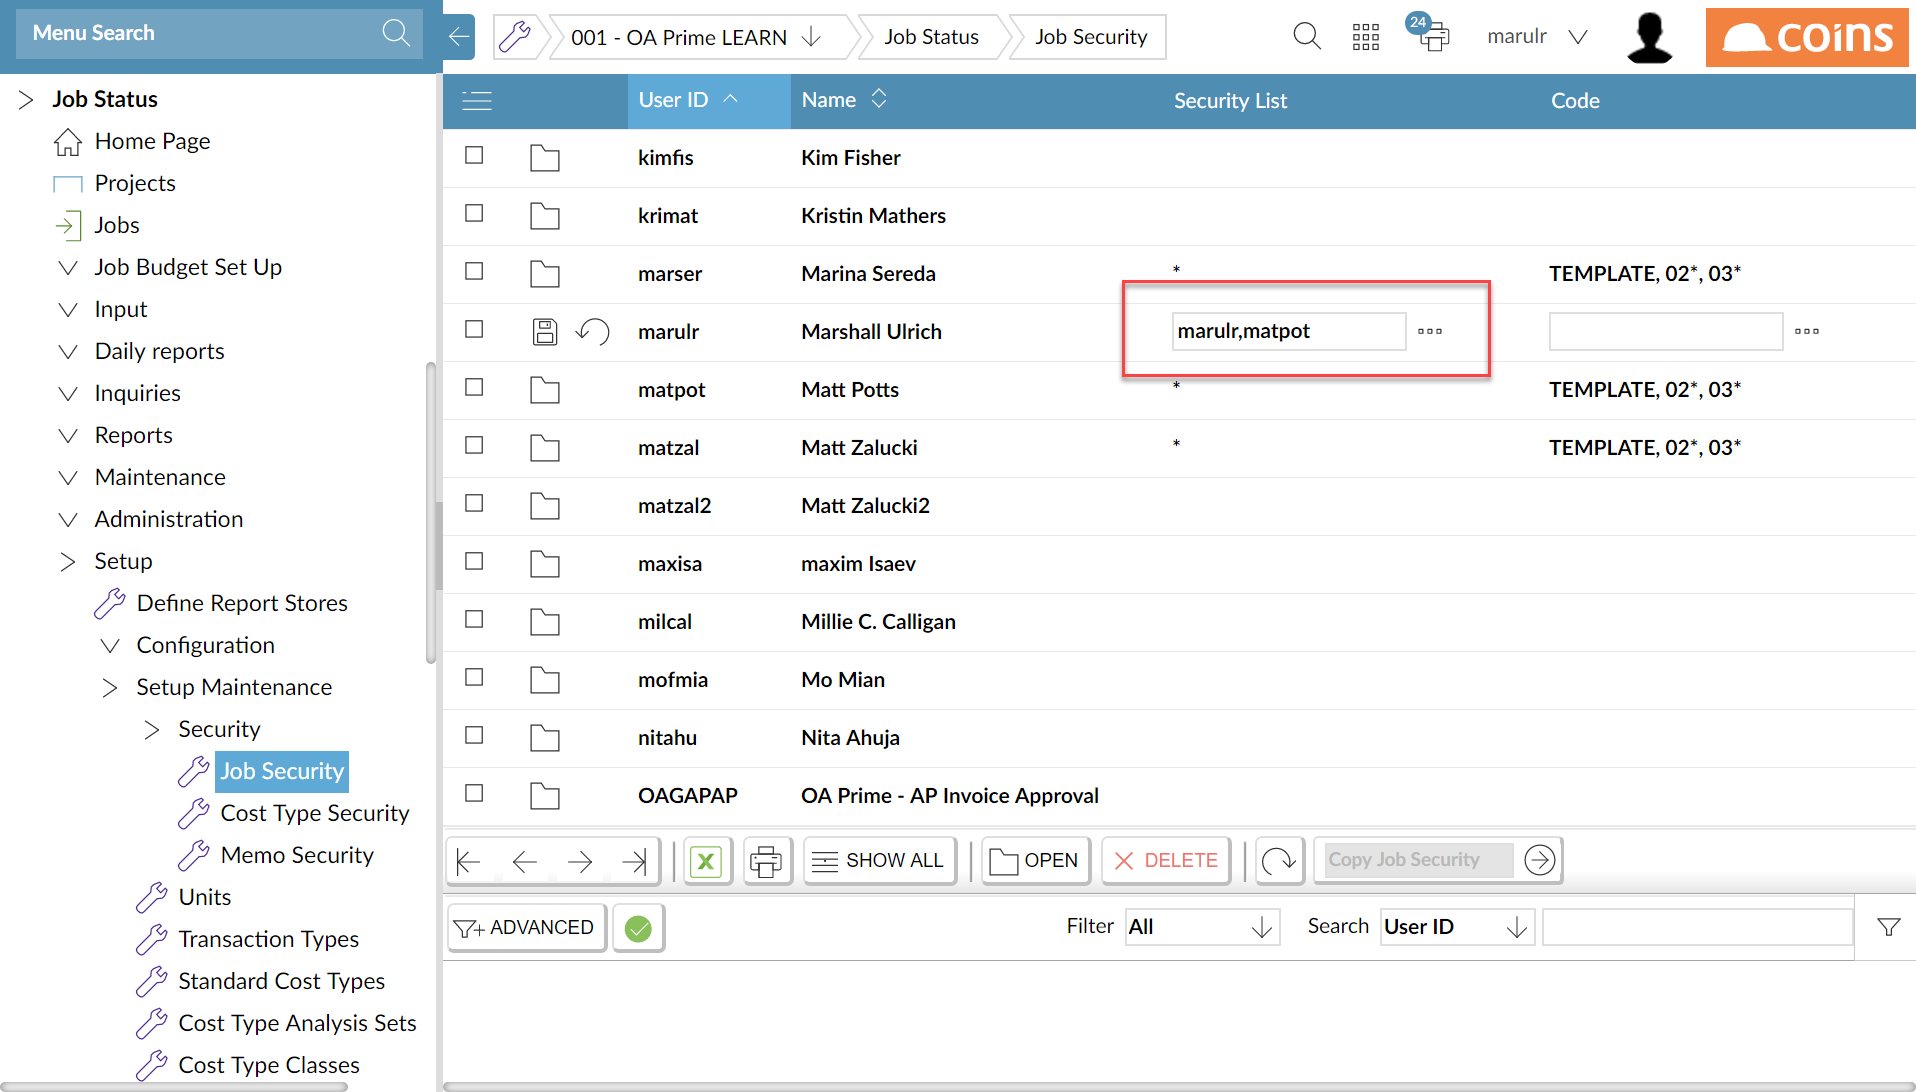 Menu Search
001 - OA Prime LEARN
Job Status
Job Security
24
marulr
coins
Job Status
Home Page
Projects
Jobs
Job Budget Set Up
Input
Daily reports
Inquiries
Reports
Maintenance
Administration
Setup
Define Report Stores
Configuration
Setup Maintenance
Security
Job Security
Cost Type Security
Memo Security
Units
Transaction Types
Standard Cost Types
Cost Type Analysis Sets
Cost Type Classes
User ID Name Security List Code
kimfis Kim Fisher
krimat Kristin Mathers
marser Marina Sereda * TEMPLATE, 02*, 03*
marulr Marshall Ulrich marulr,matpot
matpot Matt Potts * TEMPLATE, 02*, 03*
matzal Matt Zalucki * TEMPLATE, 02*, 03*
matzal2 Matt Zalucki2
maxisa maxim Isaev
milcal Millie C. Calligan
mofmia Mo Mian
nitahu Nita Ahuja
OAGAPAP OA Prime - AP Invoice Approval
SHOW ALL OPEN DELETE Copy Job Security
ADVANCED Filter All Search User ID